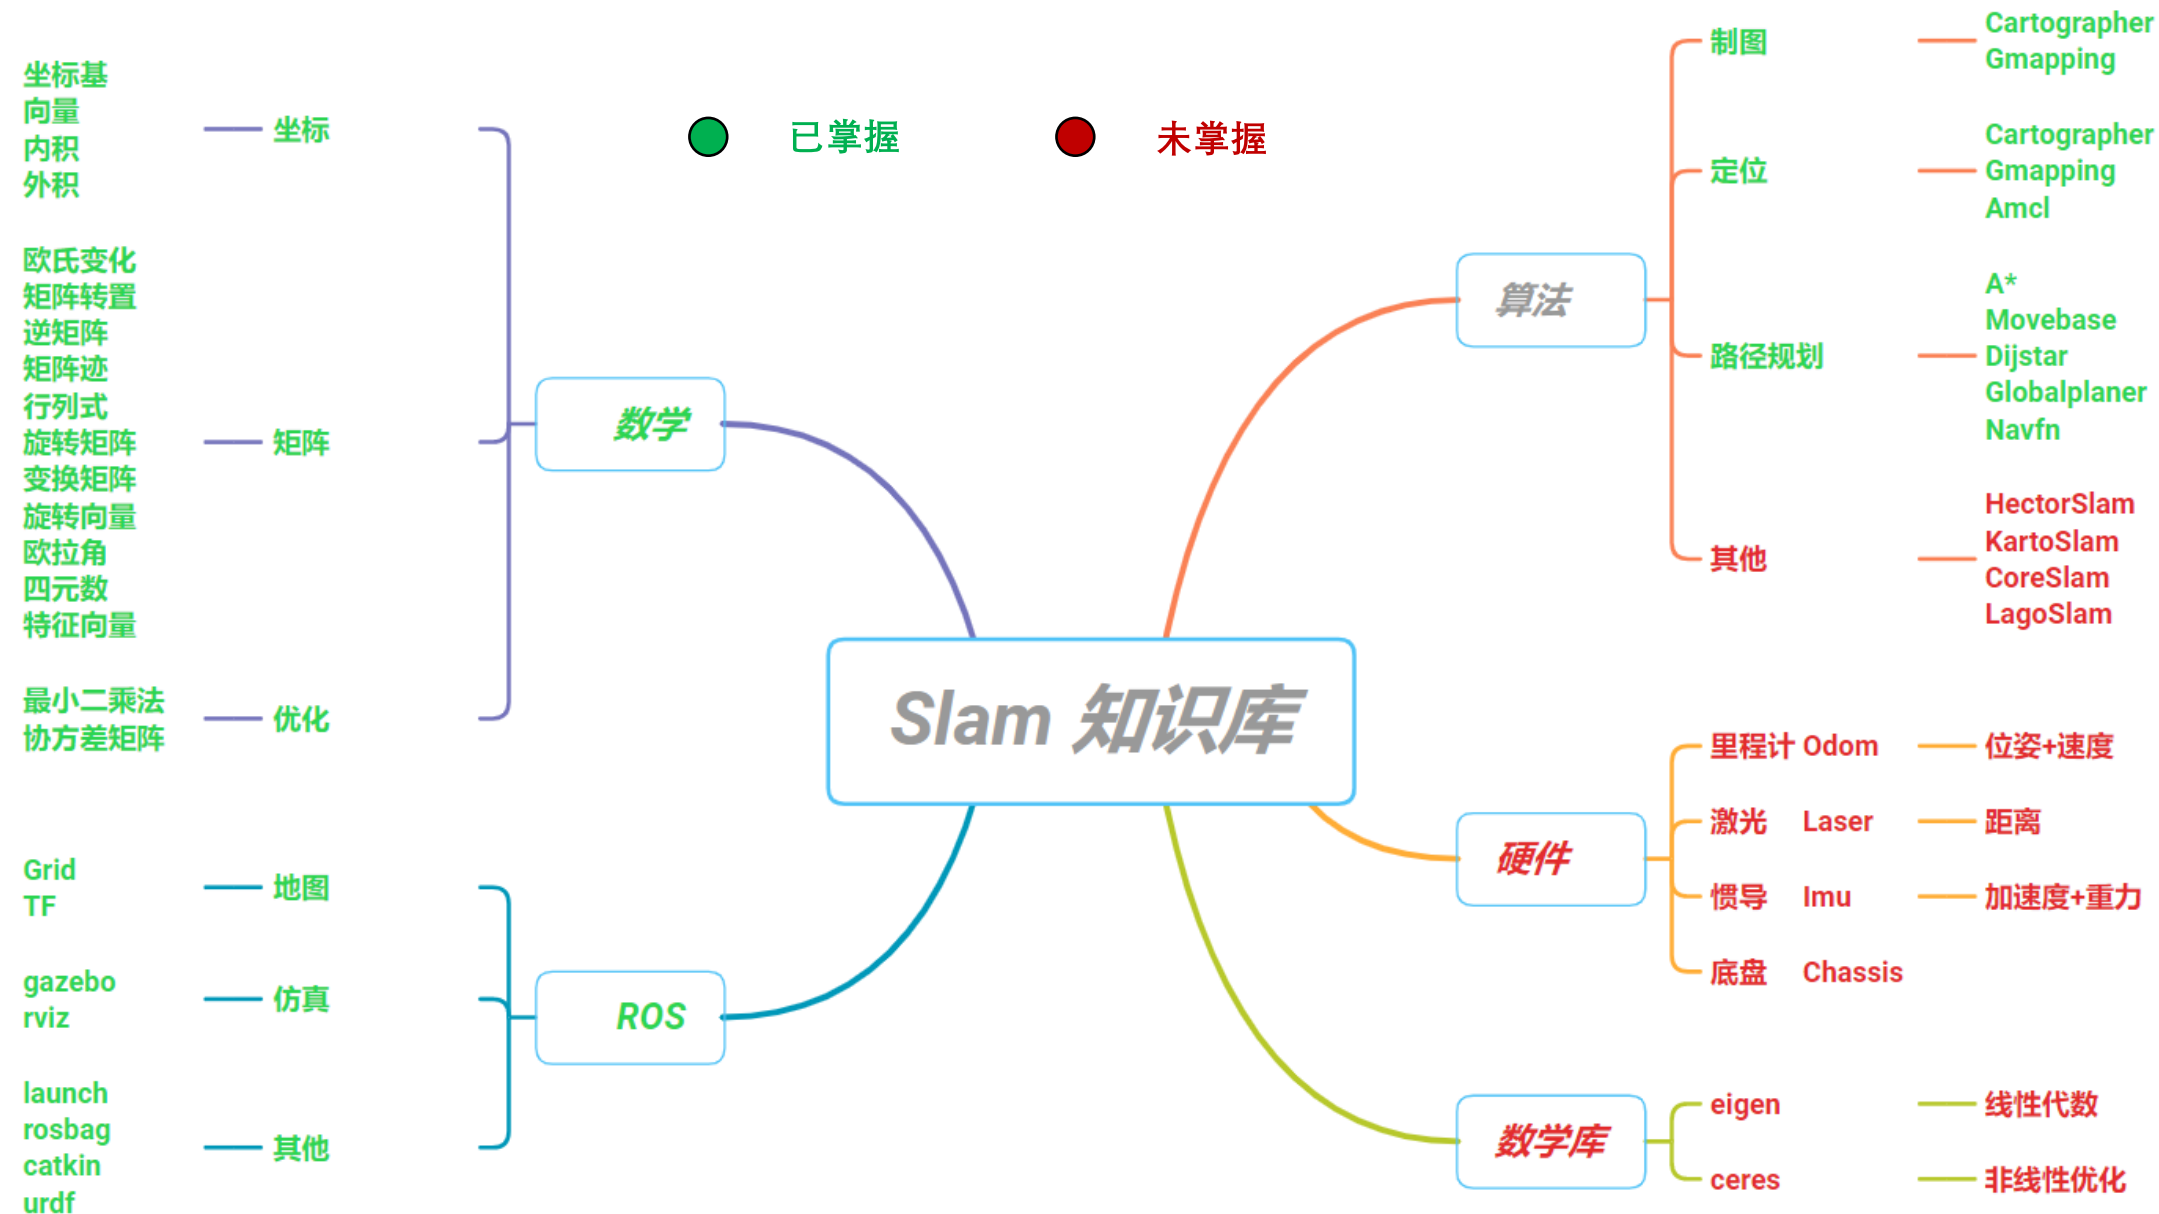 已掌握
未掌握
Slam 知识库
数学
坐标
坐标基
向量
内积
外积
矩阵
欧氏变化
矩阵转置
逆矩阵
矩阵迹
行列式
旋转矩阵
变换矩阵
旋转向量
欧拉角
四元数
特征向量
优化
最小二乘法
协方差矩阵
ROS
地图
Grid
TF
仿真
gazebo
rviz
其他
launch
rosbag
catkin
urdf
算法
制图
Cartographer
Gmapping
定位
Cartographer
Gmapping
Amcl
路径规划
A*
Movebase
Dijstar
Globalplaner
Navfn
其他
HectorSlam
KartoSlam
CoreSlam
LagoSlam
硬件
里程计 Odom
位姿+速度
激光 Laser
距离
惯导 Imu
加速度+重力
底盘 Chassis
数学库
eigen
线性代数
ceres
非线性优化